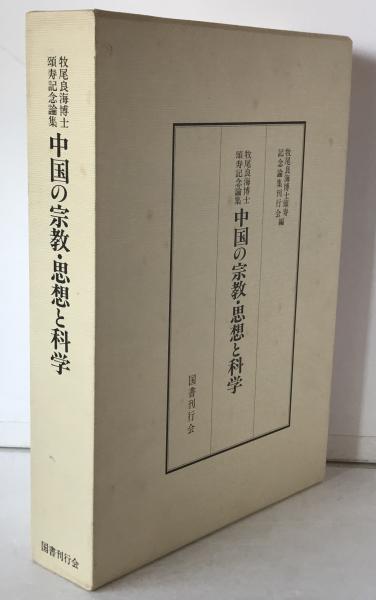 牧尾良海博士
頌寿記念論集
中国の宗教・思想と科学
国書刊行会
牧尾良海博士頌寿
記念論集刊行会編
牧尾良海博士
頌寿記念論集
中国の宗教・思想と科学
国書刊行会